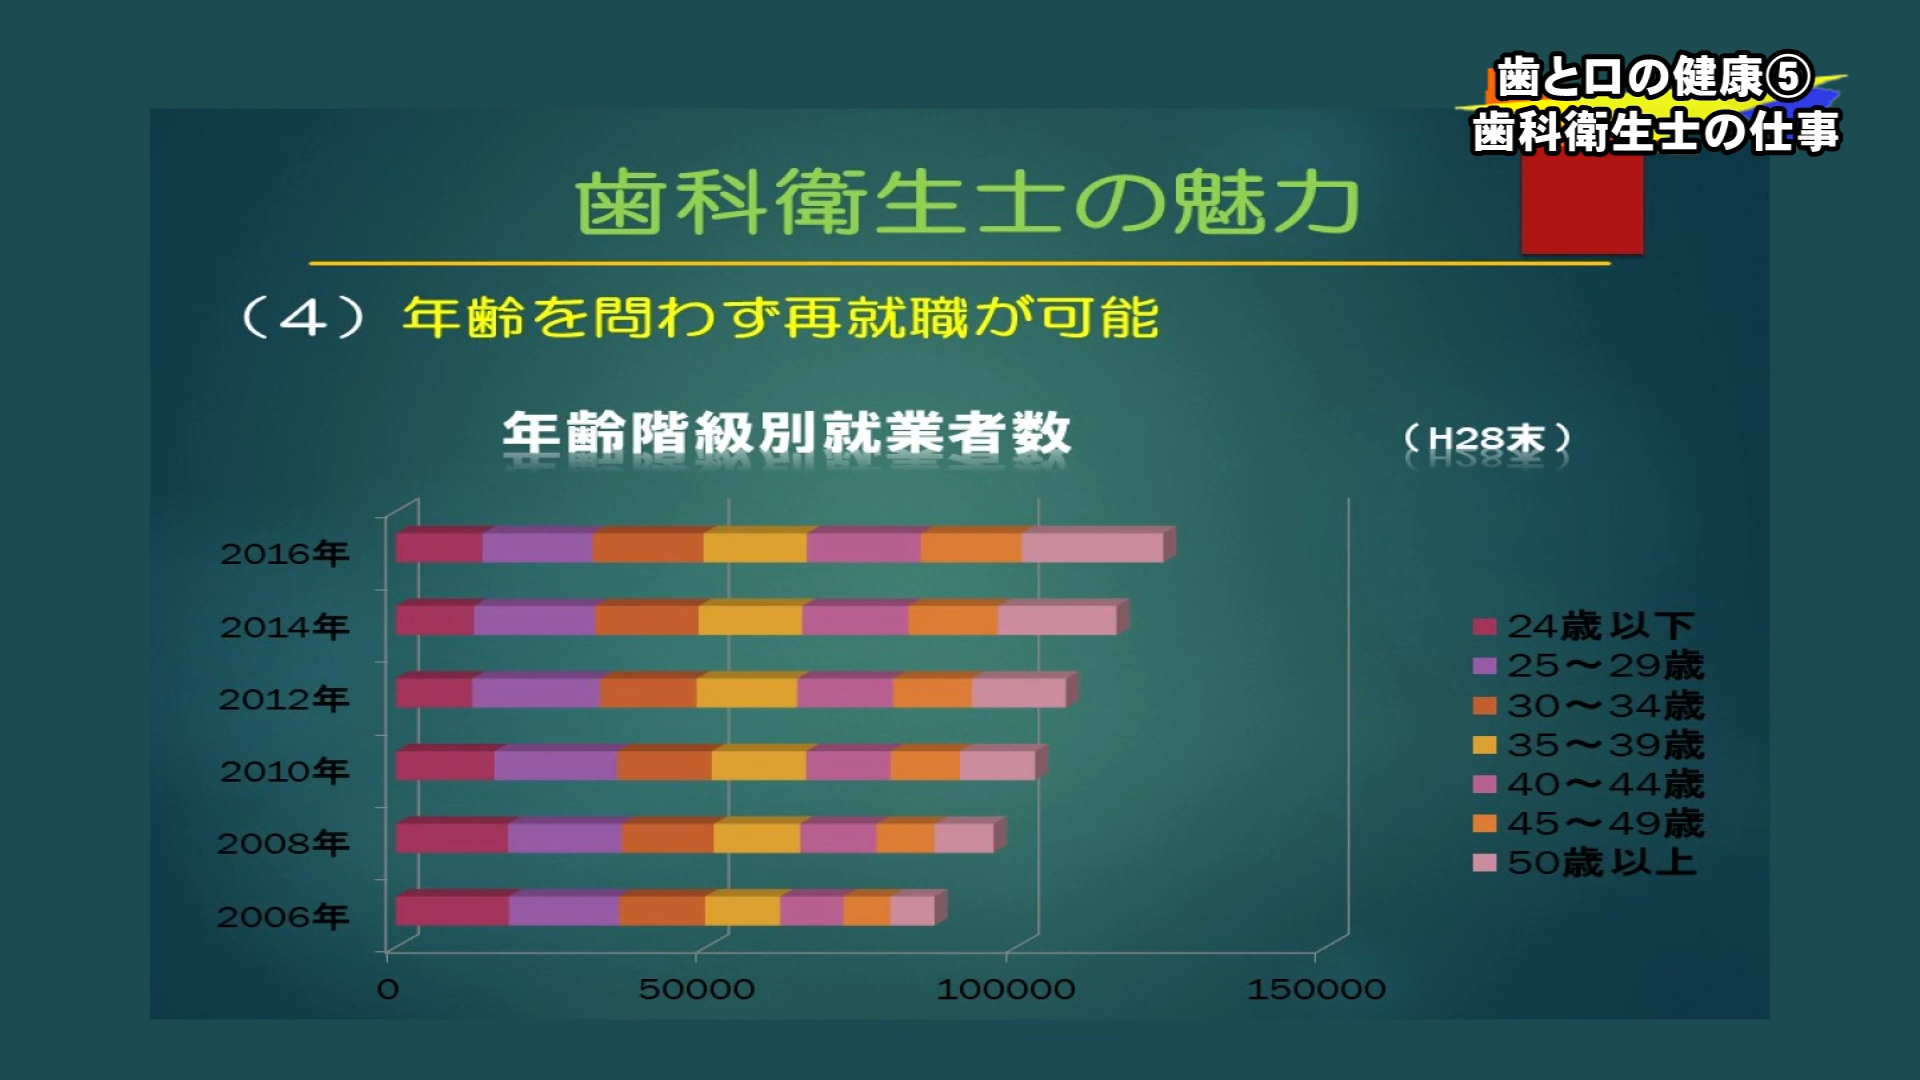 歯と口の健康⑤
歯科衛生士の仕事
歯科衛生士の魅力
（４）年齢を問わず再就職が可能
年齢階級別就業者数
（H28末）
2016年
2014年
2012年
2010年
2008年
2006年
0 50000 100000 150000
24歳以下
25～29歳
30～34歳
35～39歳
40～44歳
45～49歳
50歳以上